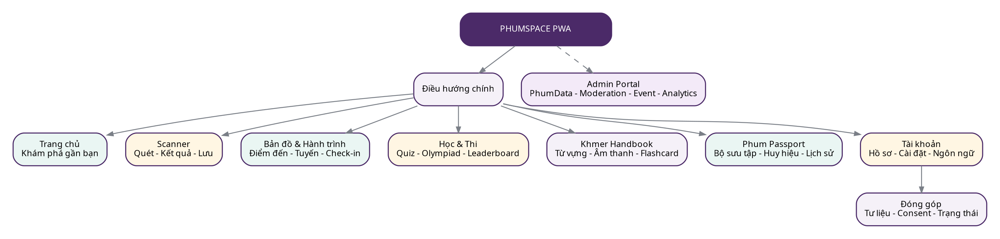 PHUMSPACE PWA
Điều hướng chính
Admin Portal
PhumData - Moderation - Event - Analytics
Trang chủ
Khám phá gần bạn
Scanner
Quét - Kết quả - Lưu
Bản đồ & Hành trình
Điểm đến - Tuyến - Check-in
Học & Thi
Quiz - Olympiad - Leaderboard
Khmer Handbook
Từ vựng - Âm thanh - Flashcard
Phum Passport
Bộ sưu tập - Huy hiệu - Lịch sử
Tài khoản
Hồ sơ - Cài đặt - Ngôn ngữ
Đóng góp
Tư liệu - Consent - Trạng thái